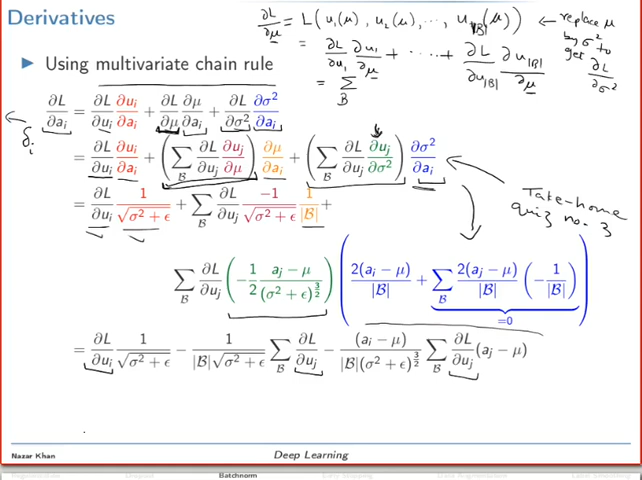 Derivatives
∂L/∂μ = L(u₁(μ), u₂(μ), ..., u_|B|(μ)) ← replace μ
by σ² to
get ∂L/∂σ²
= ∂L/∂u₁ ∂u₁/∂μ + ..... + ∂L/∂u_|B| ∂u_|B|/∂μ
= Σ_B
▶ Using multivariate chain rule
∂L/∂aᵢ = ∂L/∂uᵢ ∂uᵢ/∂aᵢ + ∂L/∂μ ∂μ/∂aᵢ + ∂L/∂σ² ∂σ²/∂aᵢ
δᵢ
= ∂L/∂uᵢ ∂uᵢ/∂aᵢ + (Σ_B ∂L/∂uⱼ ∂uⱼ/∂μ) ∂μ/∂aᵢ + (Σ_B ∂L/∂uⱼ ∂uⱼ/∂σ²) ∂σ²/∂aᵢ
Take-home
quiz no. 3
= ∂L/∂uᵢ 1/√(σ² + ϵ) + Σ_B ∂L/∂uⱼ −1/√(σ² + ϵ) 1/|B| +
Σ_B ∂L/∂uⱼ (−1/2 (aⱼ − μ)/(σ² + ϵ)^(3/2)) (2(aᵢ − μ)/|B| + Σ_B 2(aⱼ − μ)/|B| (−1/|B|))
=0
= ∂L/∂uᵢ 1/√(σ² + ϵ) − 1/(|B|√(σ² + ϵ)) Σ_B ∂L/∂uⱼ − (aᵢ − μ)/(|B|(σ² + ϵ)^(3/2)) Σ_B ∂L/∂uⱼ (aⱼ − μ)
Nazar Khan Deep Learning
Batchnorm